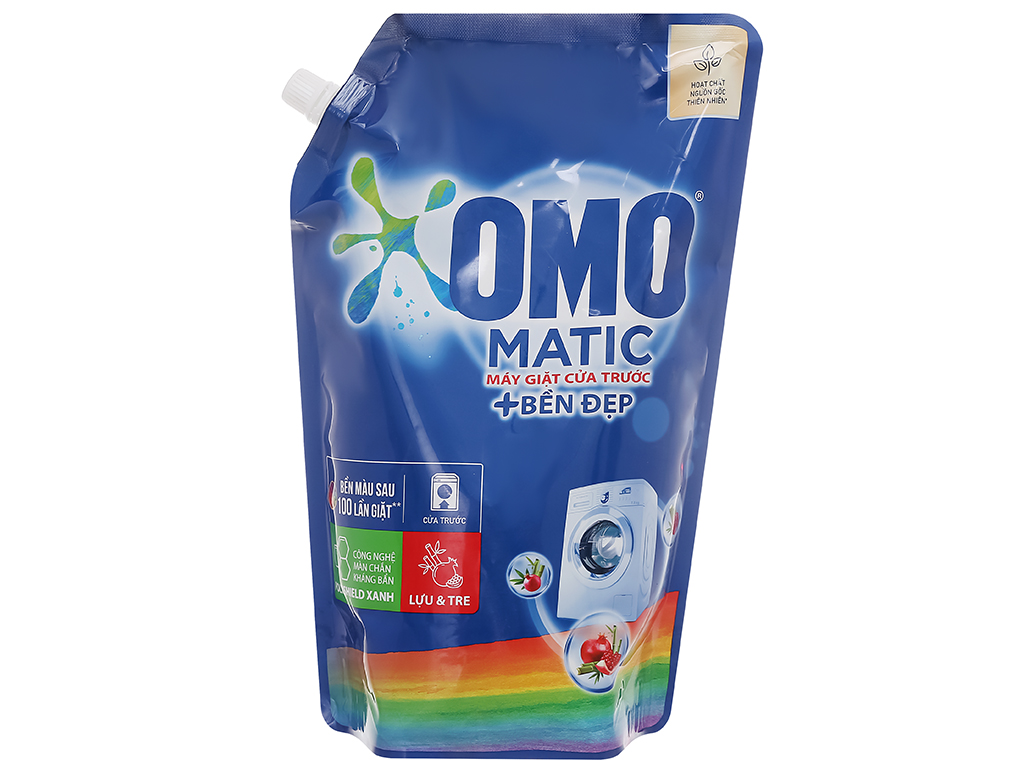 HOẠT CHẤT
NGUỒN GỐC
THIÊN NHIÊN*
OMO®
MATIC
MÁY GIẶT CỬA TRƯỚC
+BỀN ĐẸP
BỀN MÀU SAU
100 LẦN GIẶT**
CỬA TRƯỚC
CÔNG NGHỆ
MÀN CHẮN
KHÁNG BẨN
XANH
LỰU & TRE